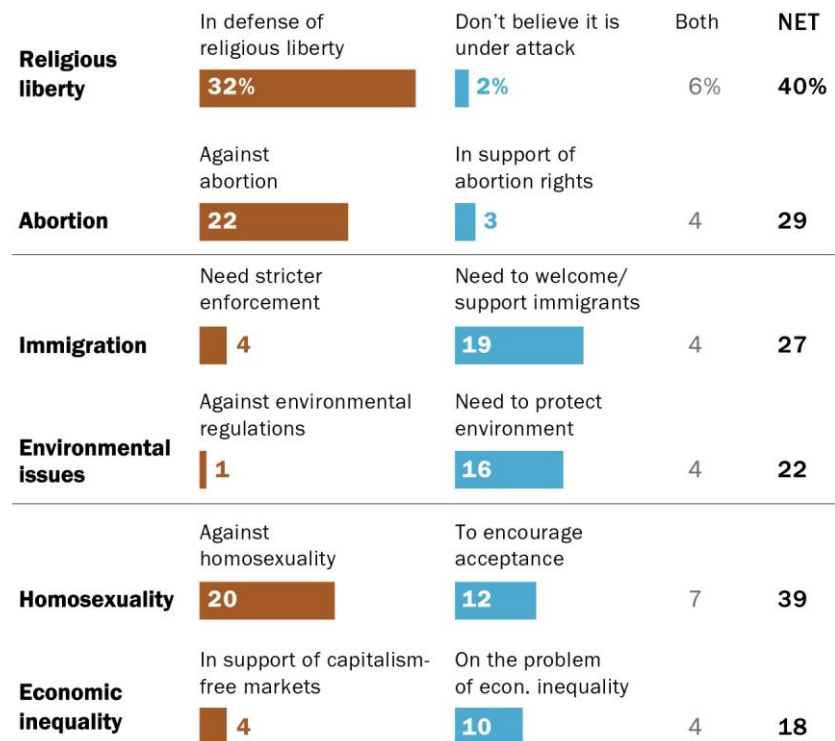 In defense of religious liberty
Don’t believe it is under attack
Both
NET
Religious liberty
32%
2%
6%
40%
Against abortion
In support of abortion rights
Abortion
22
3
4
29
Need stricter enforcement
Need to welcome/ support immigrants
Immigration
4
19
4
27
Against environmental regulations
Need to protect environment
Environmental issues
1
16
4
22
Against homosexuality
To encourage acceptance
Homosexuality
20
12
7
39
In support of capitalism-free markets
On the problem of econ. inequality
Economic inequality
4
10
4
18